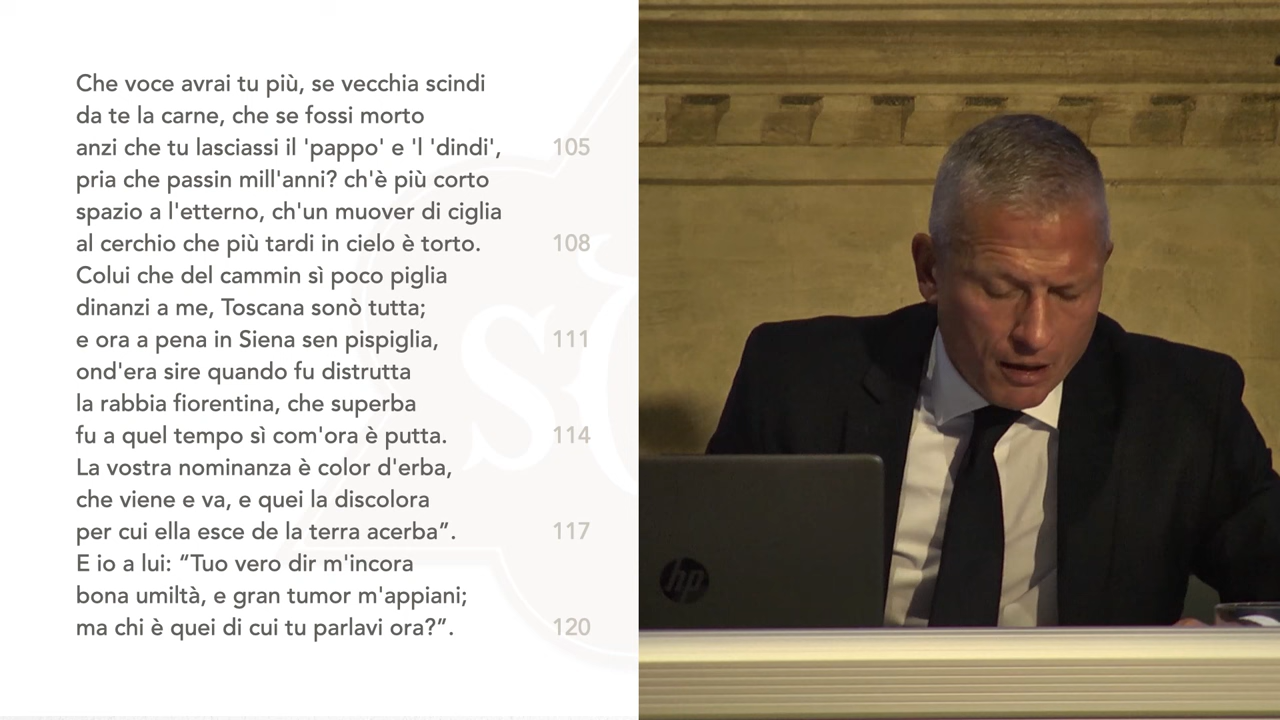 Che voce avrai tu più, se vecchia scindi
da te la carne, che se fossi morto
anzi che tu lasciassi il 'pappo' e 'l 'dindi', 105
pria che passin mill'anni? ch'è più corto
spazio a l'etterno, ch'un muover di ciglia
al cerchio che più tardi in cielo è torto. 108
Colui che del cammin sì poco piglia
dinanzi a me, Toscana sonò tutta;
e ora a pena in Siena sen pispiglia, 111
ond'era sire quando fu distrutta
la rabbia fiorentina, che superba
fu a quel tempo sì com'ora è putta. 114
La vostra nominanza è color d'erba,
che viene e va, e quei la discolora
per cui ella esce de la terra acerba”. 117
E io a lui: “Tuo vero dir m'incora
bona umiltà, e gran tumor m'appiani;
ma chi è quei di cui tu parlavi ora?”. 120
hp